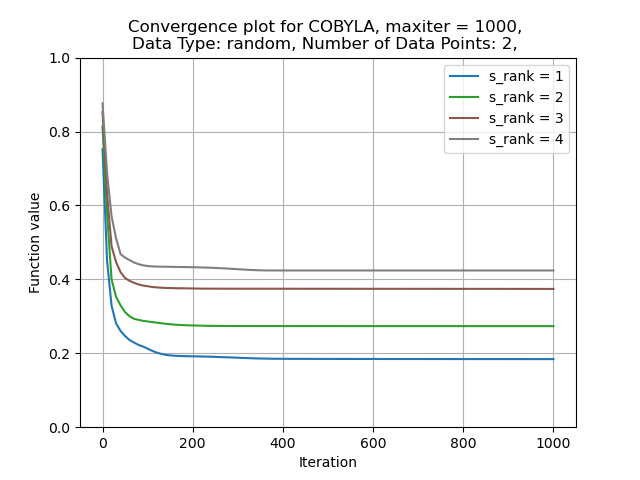 Convergence plot for COBYLA, maxiter = 1000,
Data Type: random, Number of Data Points: 2,
1.0
0.8
0.6
0.4
0.2
0.0
Function value
s_rank = 1
s_rank = 2
s_rank = 3
s_rank = 4
0 200 400 600 800 1000
Iteration